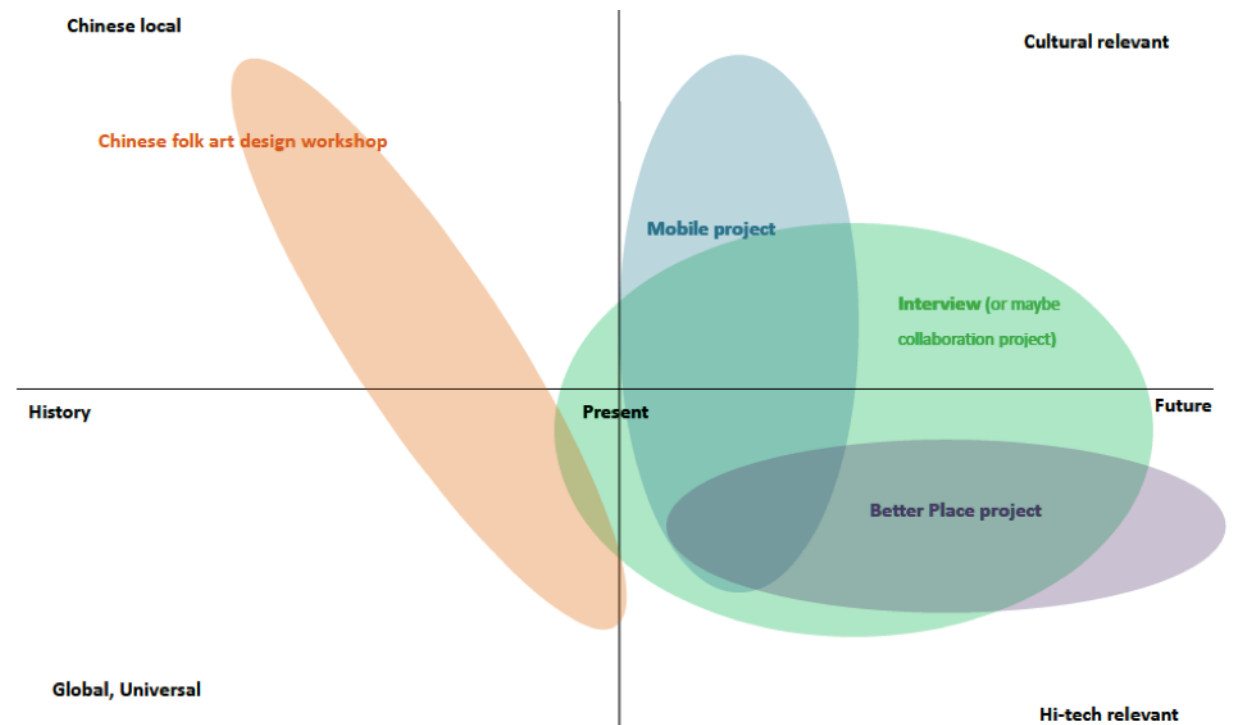 Chinese local
Cultural relevant
Chinese folk art design workshop
Mobile project
Interview (or maybe
collaboration project)
History
Present
Future
Better Place project
Global, Universal
Hi-tech relevant